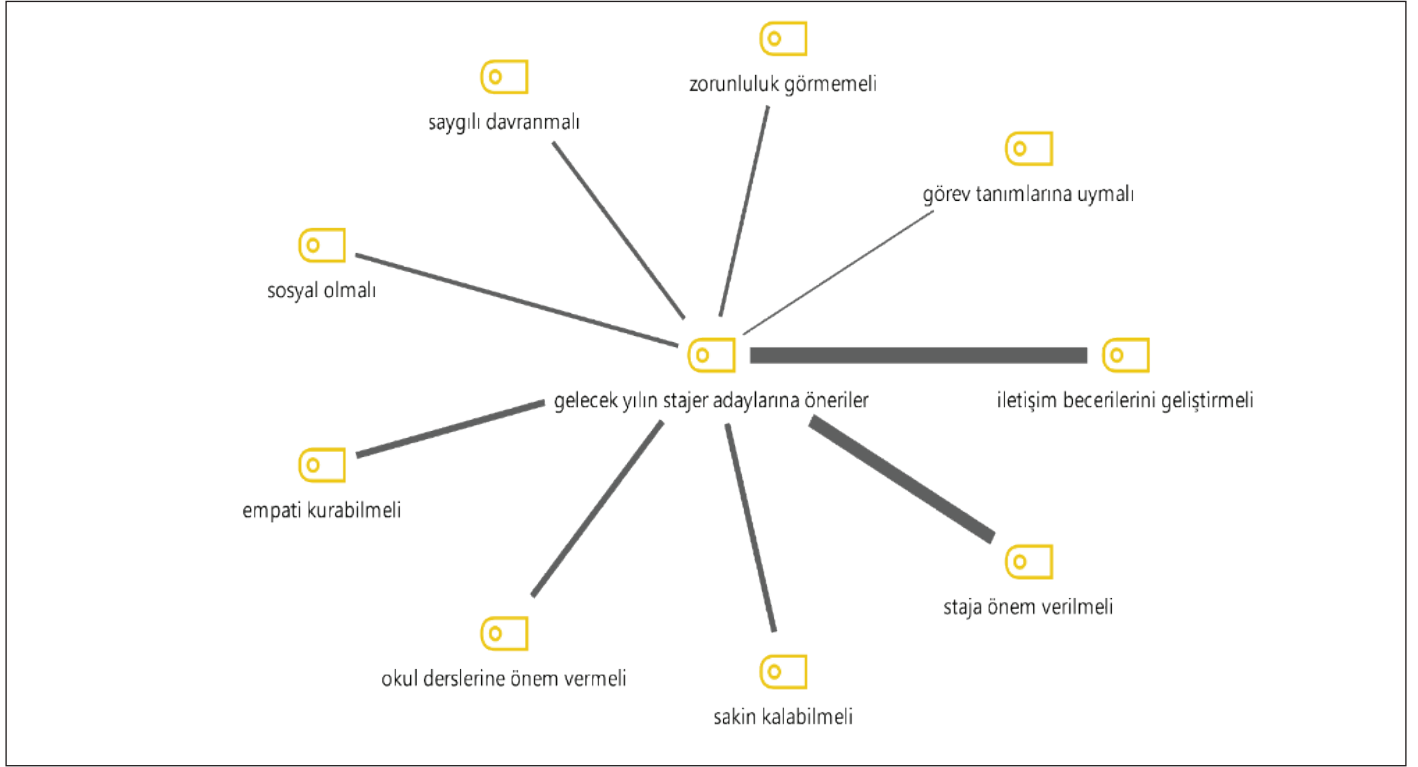 zorunluluk görmemeli
saygılı davranmalı
görev tanımlarına uymalı
sosyal olmalı
gelecek yılın stajer adaylarına öneriler
iletişim becerilerini geliştirmeli
empati kurabilmeli
staja önem verilmeli
okul derslerine önem vermeli
sakin kalabilmeli